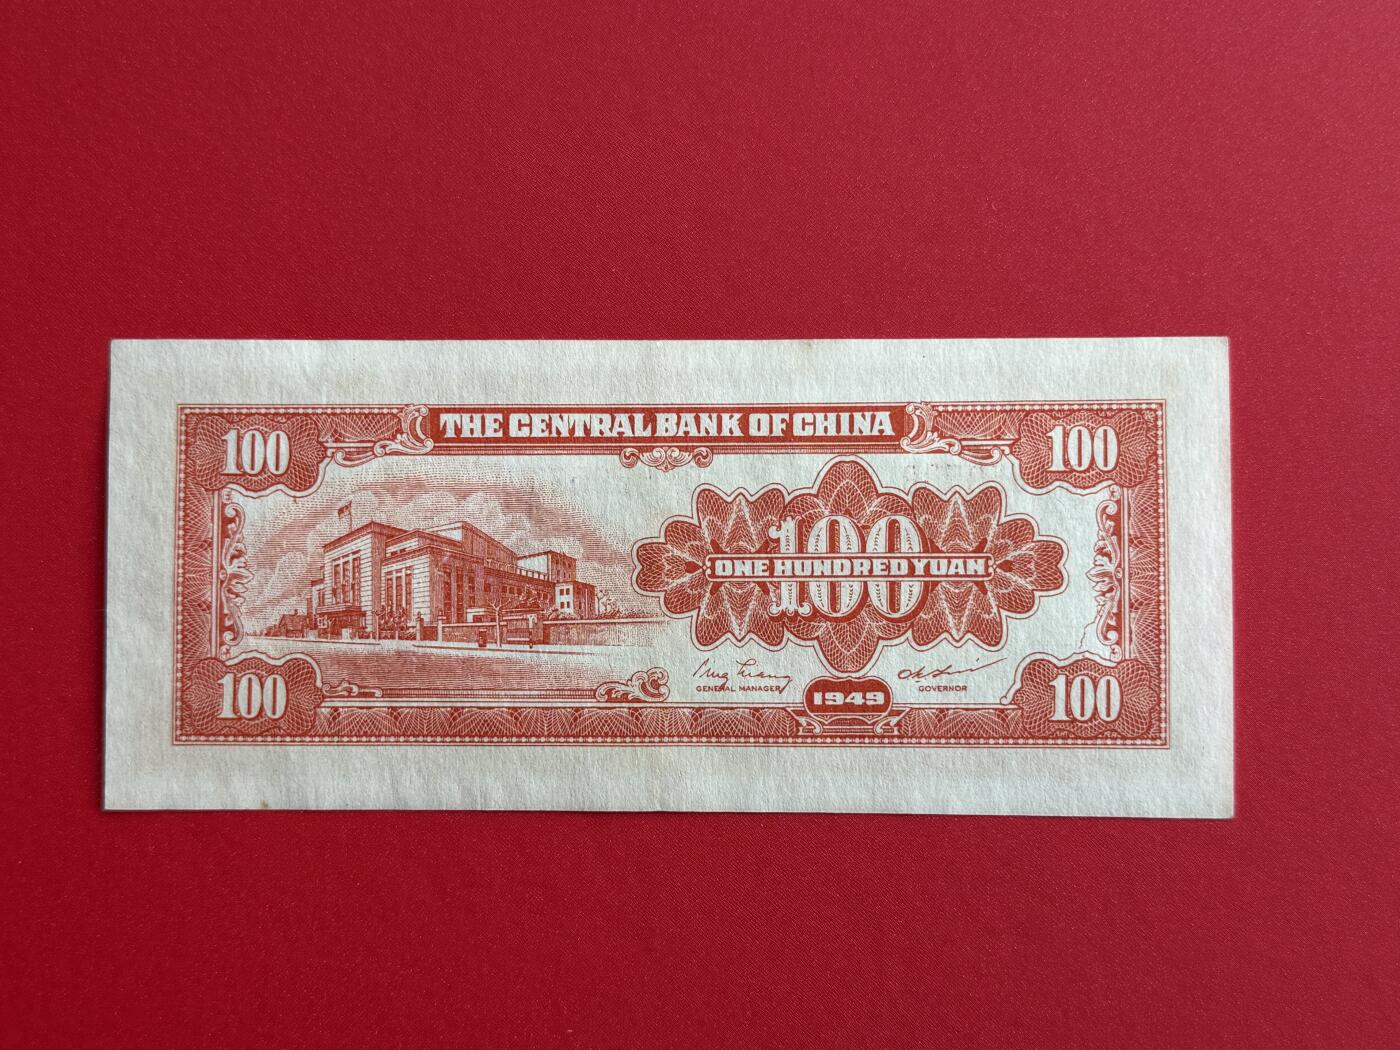 THE CENTRAL BANK OF CHINA
100 100
100
ONE HUNDRED YUAN
GENERAL MANAGER GOVERNOR
100 1949 100